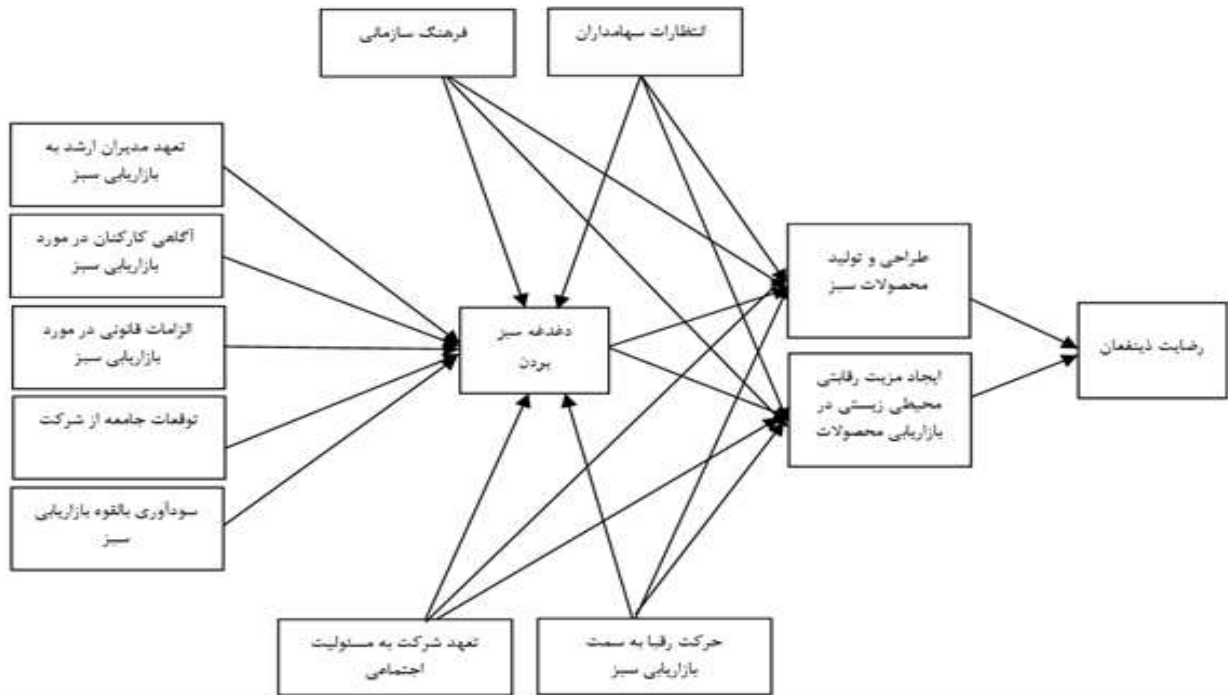 فرهنگ سازمانی
انتظارات سهامداران
تعهد مدیران ارشد به
بازاریابی سبز
آگاهی کارکنان در مورد
بازاریابی سبز
الزامات قانونی در مورد
بازاریابی سبز
توقعات جامعه از شرکت
سودآوری بالقوه بازاریابی
سبز
دغدغه سبز
بردن
طراحی و تولید
محصولات سبز
ایجاد مزیت رقابتی
محیطی زیستی در
بازاریابی محصولات
رضایت ذینفعان
تعهد شرکت به مسئولیت
اجتماعی
حرکت رقبا به سمت
بازاریابی سبز